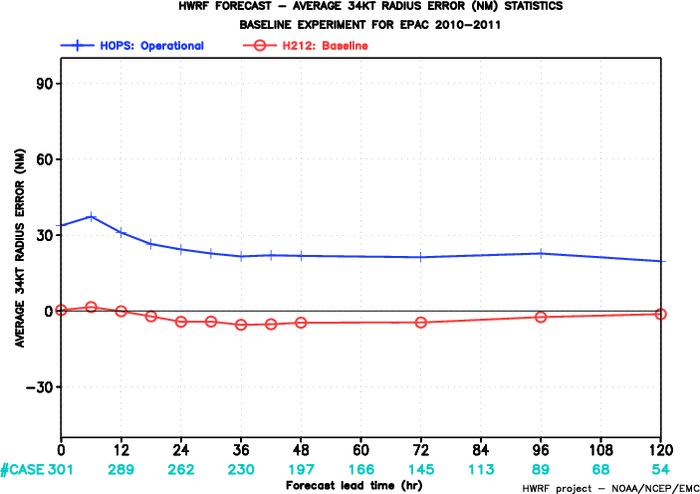 HWRF FORECAST – AVERAGE 34KT RADIUS ERROR (NM) STATISTICS
BASELINE EXPERIMENT FOR EPAC 2010–2011
HOPS: Operational H212: Baseline
AVERAGE 34KT RADIUS ERROR (NM)
90
60
30
0
−30
0 12 24 36 48 60 72 84 96 108 120
#CASE 301 289 262 230 197 166 145 113 89 68 54
Forecast lead time (hr)
HWRF project – NOAA/NCEP/EMC